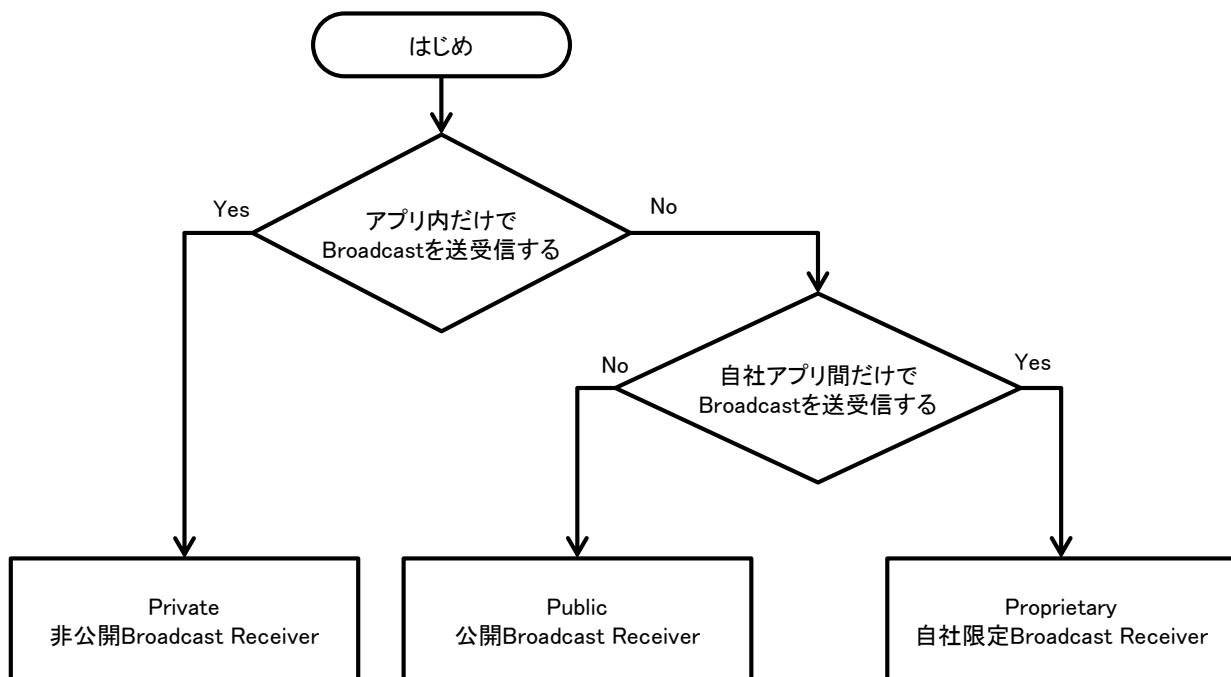 はじめ
Yes
アプリ内だけで
Broadcastを送受信する
No
No
自社アプリ間だけで
Broadcastを送受信する
Yes
Private
非公開Broadcast Receiver
Public
公開Broadcast Receiver
Proprietary
自社限定Broadcast Receiver